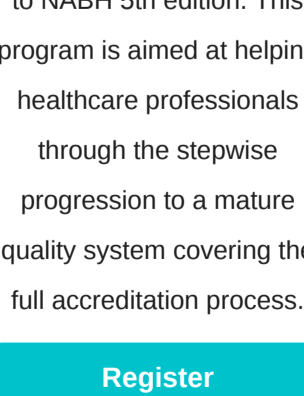 to NABH 5th edition. This
program is aimed at helpin
healthcare professionals
through the stepwise
progression to a mature
quality system covering the
full accreditation process.
Register